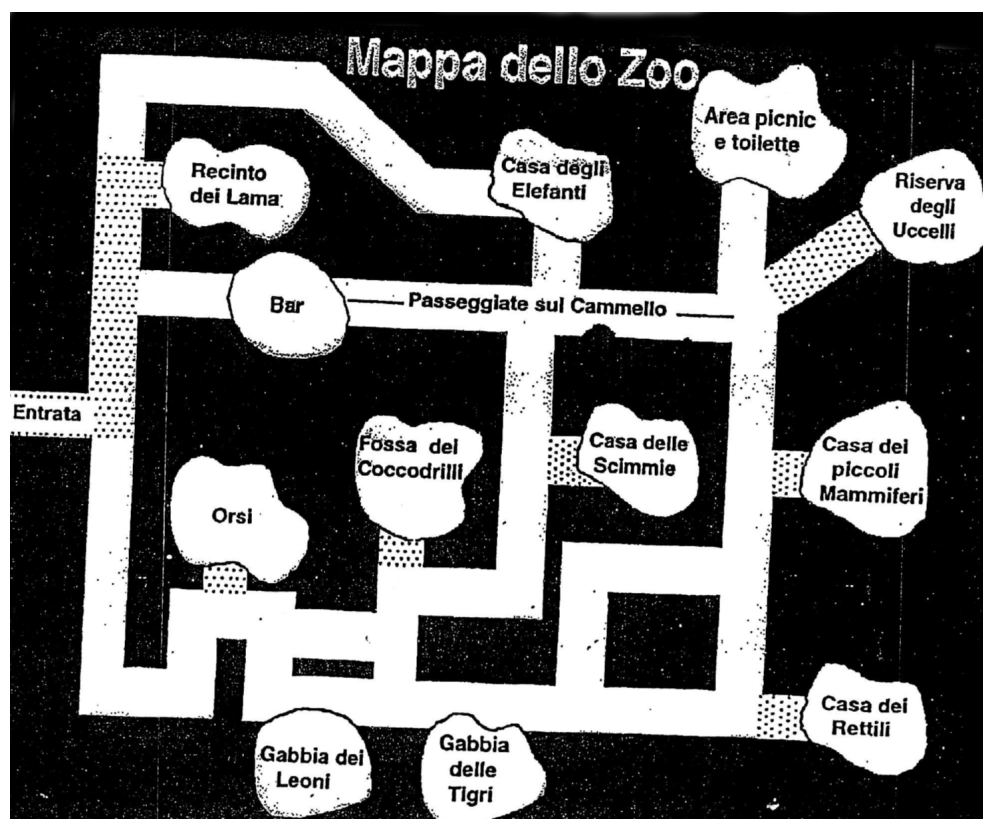 Mappa dello Zoo
Area picnic
e toilette
Recinto
dei Lama
Casa degli
Elefanti
Riserva
degli
Uccelli
Bar
Passeggiate sul Cammello
Entrata
Fossa dei
Coccodrilli
Casa delle
Scimmie
Casa dei
piccoli
Mammiferi
Orsi
Casa dei
Rettili
Gabbia dei
Leoni
Gabbia
delle
Tigri